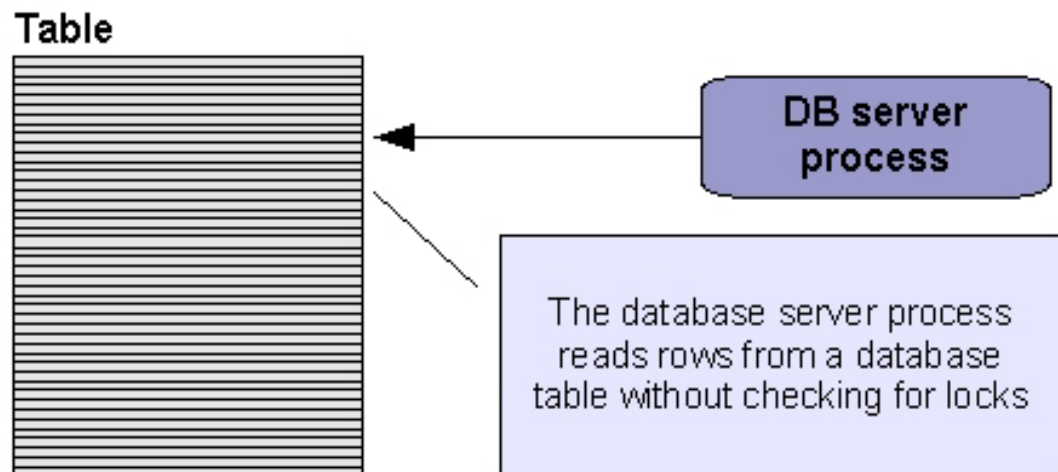 Table
DB server
process
The database server process
reads rows from a database
table without checking for locks